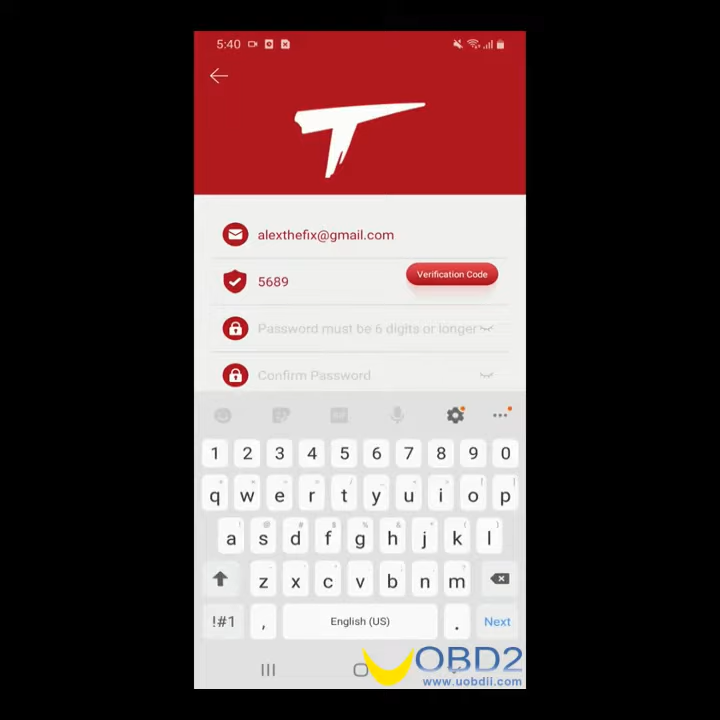 5:40
alexthefix@gmail.com
5689
Verification Code
Password must be 6 digits or longer
Confirm Password
1 2 3 4 5 6 7 8 9 0
q w e r t y u i o p
a s d f g h j k l
z x c v b n m
!#1 , English (US) . Next
UOBD2
www.uobdii.com